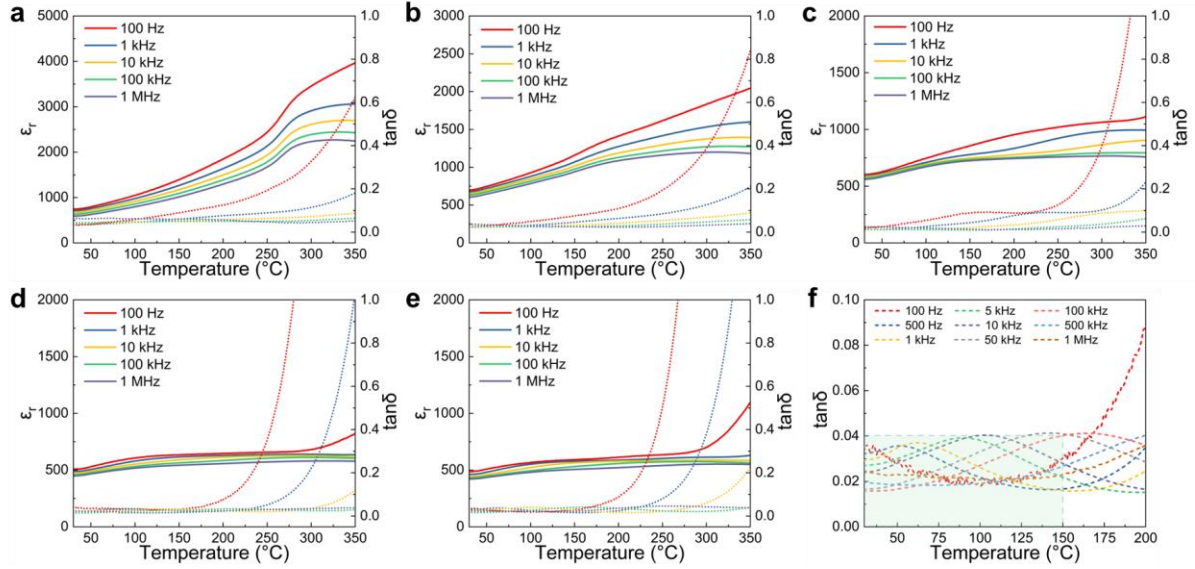 a
100 Hz
1 kHz
10 kHz
100 kHz
1 MHz
5000
4000
3000
2000
1000
0
εr
1.0
0.8
0.6
0.4
0.2
0.0
tanδ
50 100 150 200 250 300 350
Temperature (°C)
b
100 Hz
1 kHz
10 kHz
100 kHz
1 MHz
3000
2500
2000
1500
1000
500
0
εr
1.0
0.8
0.6
0.4
0.2
0.0
tanδ
50 100 150 200 250 300 350
Temperature (°C)
c
100 Hz
1 kHz
10 kHz
100 kHz
1 MHz
2000
1750
1500
1000
750
500
0
εr
1.0
0.8
0.6
0.4
0.2
0.0
tanδ
50 100 150 200 250 300 350
Temperature (°C)
d
100 Hz
1 kHz
10 kHz
100 kHz
1 MHz
2000
1750
1500
1000
750
500
0
εr
1.0
0.8
0.6
0.4
0.2
0.0
tanδ
50 100 150 200 250 300 350
Temperature (°C)
e
100 Hz
1 kHz
10 kHz
100 kHz
1 MHz
2000
1750
1500
1000
750
500
0
εr
1.0
0.8
0.6
0.4
0.2
0.0
tanδ
50 100 150 200 250 300 350
Temperature (°C)
f
100 Hz 5 kHz 100 kHz
500 Hz 10 kHz 500 kHz
1 kHz 50 kHz 1 MHz
0.10
0.08
0.06
0.04
0.02
0.00
tanδ
50 75 100 125 150 175 200
Temperature (°C)